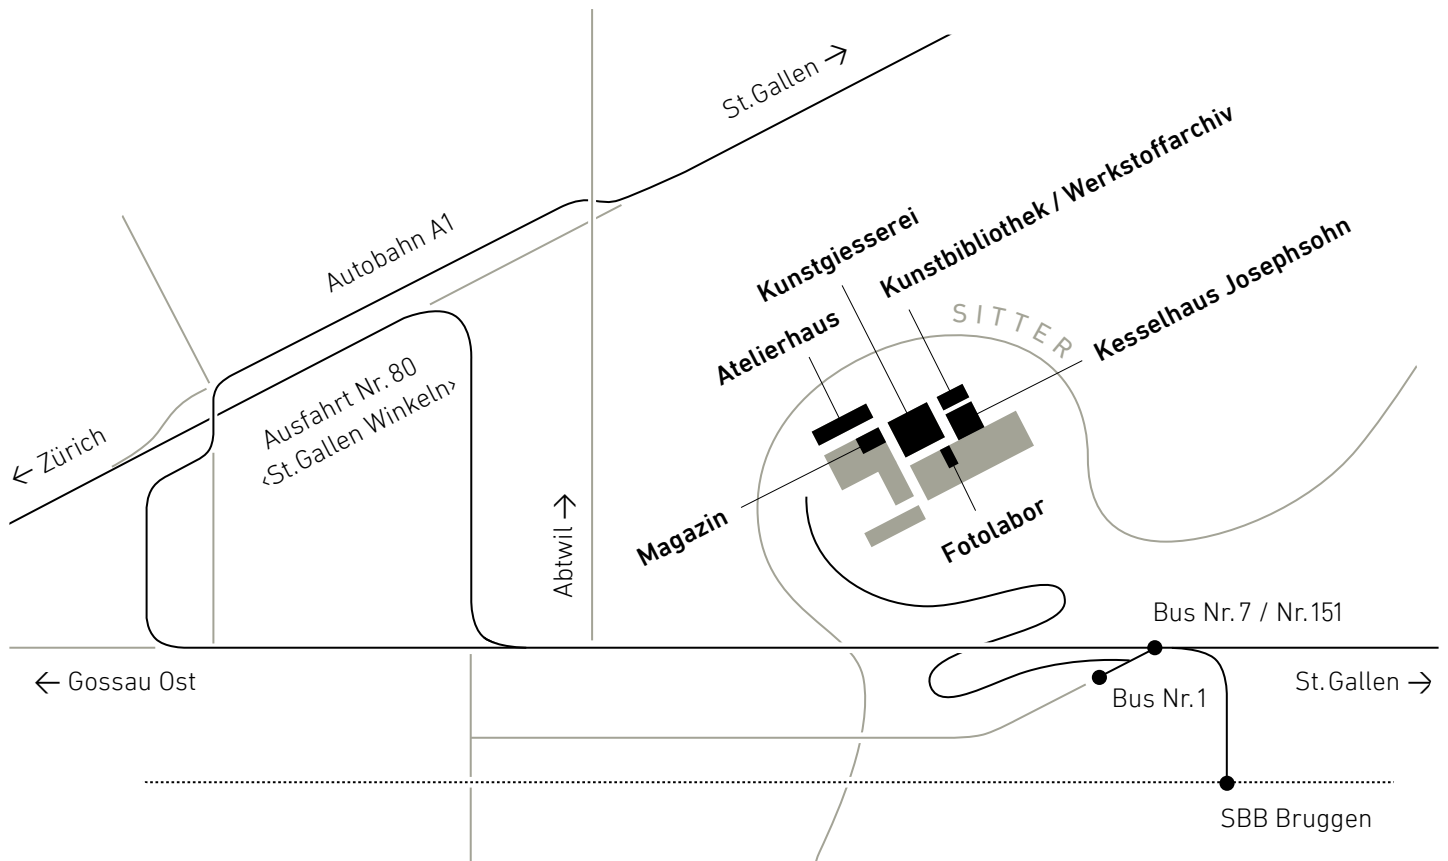 St.Gallen →
Autobahn A1
← Zürich
Ausfahrt Nr. 80
‹St.Gallen Winkeln›
Abtwil →
Kunstgiesserei
Kunstbibliothek / Werkstoffarchiv
Kesselhaus Josephsohn
Atelierhaus
SITTER
Magazin
Fotolabor
Bus Nr. 7 / Nr. 151
← Gossau Ost
Bus Nr. 1
St.Gallen →
SBB Bruggen